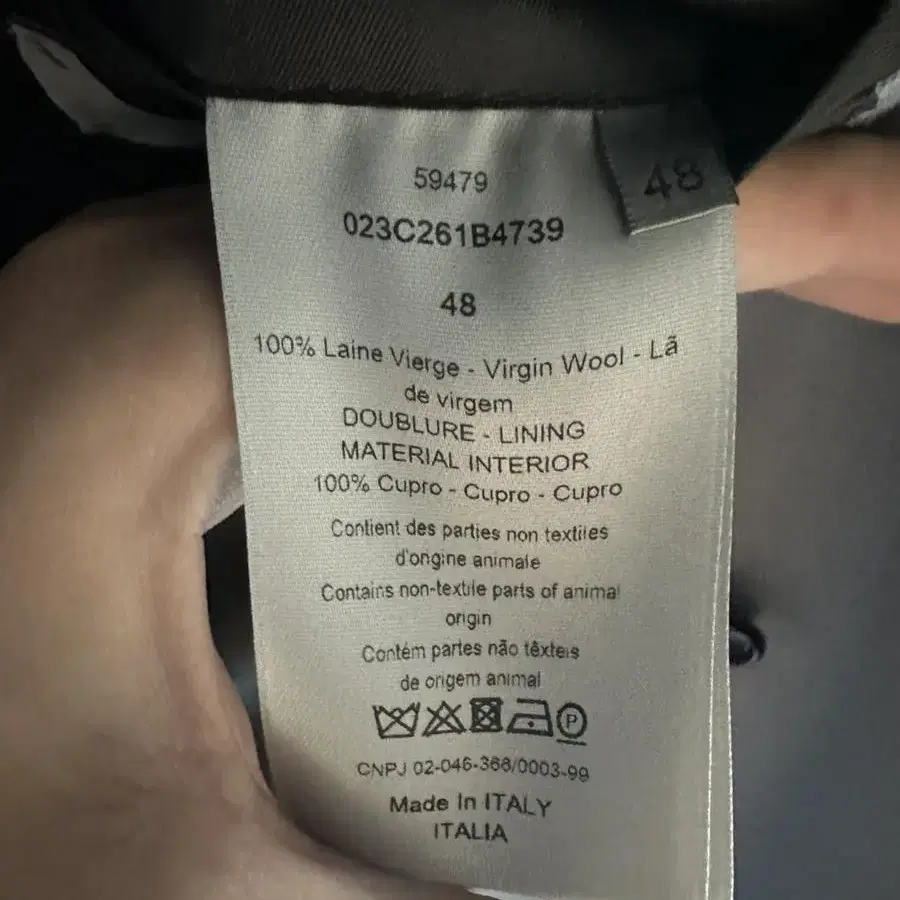 59479
48
023C261B4739
48
100% Laine Vierge - Virgin Wool - Lã
de virgem
DOUBLURE - LINING
MATERIAL INTERIOR
100% Cupro - Cupro - Cupro
Contient des parties non textiles
d'origine animale
Contains non-textile parts of animal
origin
Contém partes não têxteis
de origem animal
P
CNPJ 02-046-368/0003-99
Made In ITALY
ITALIA